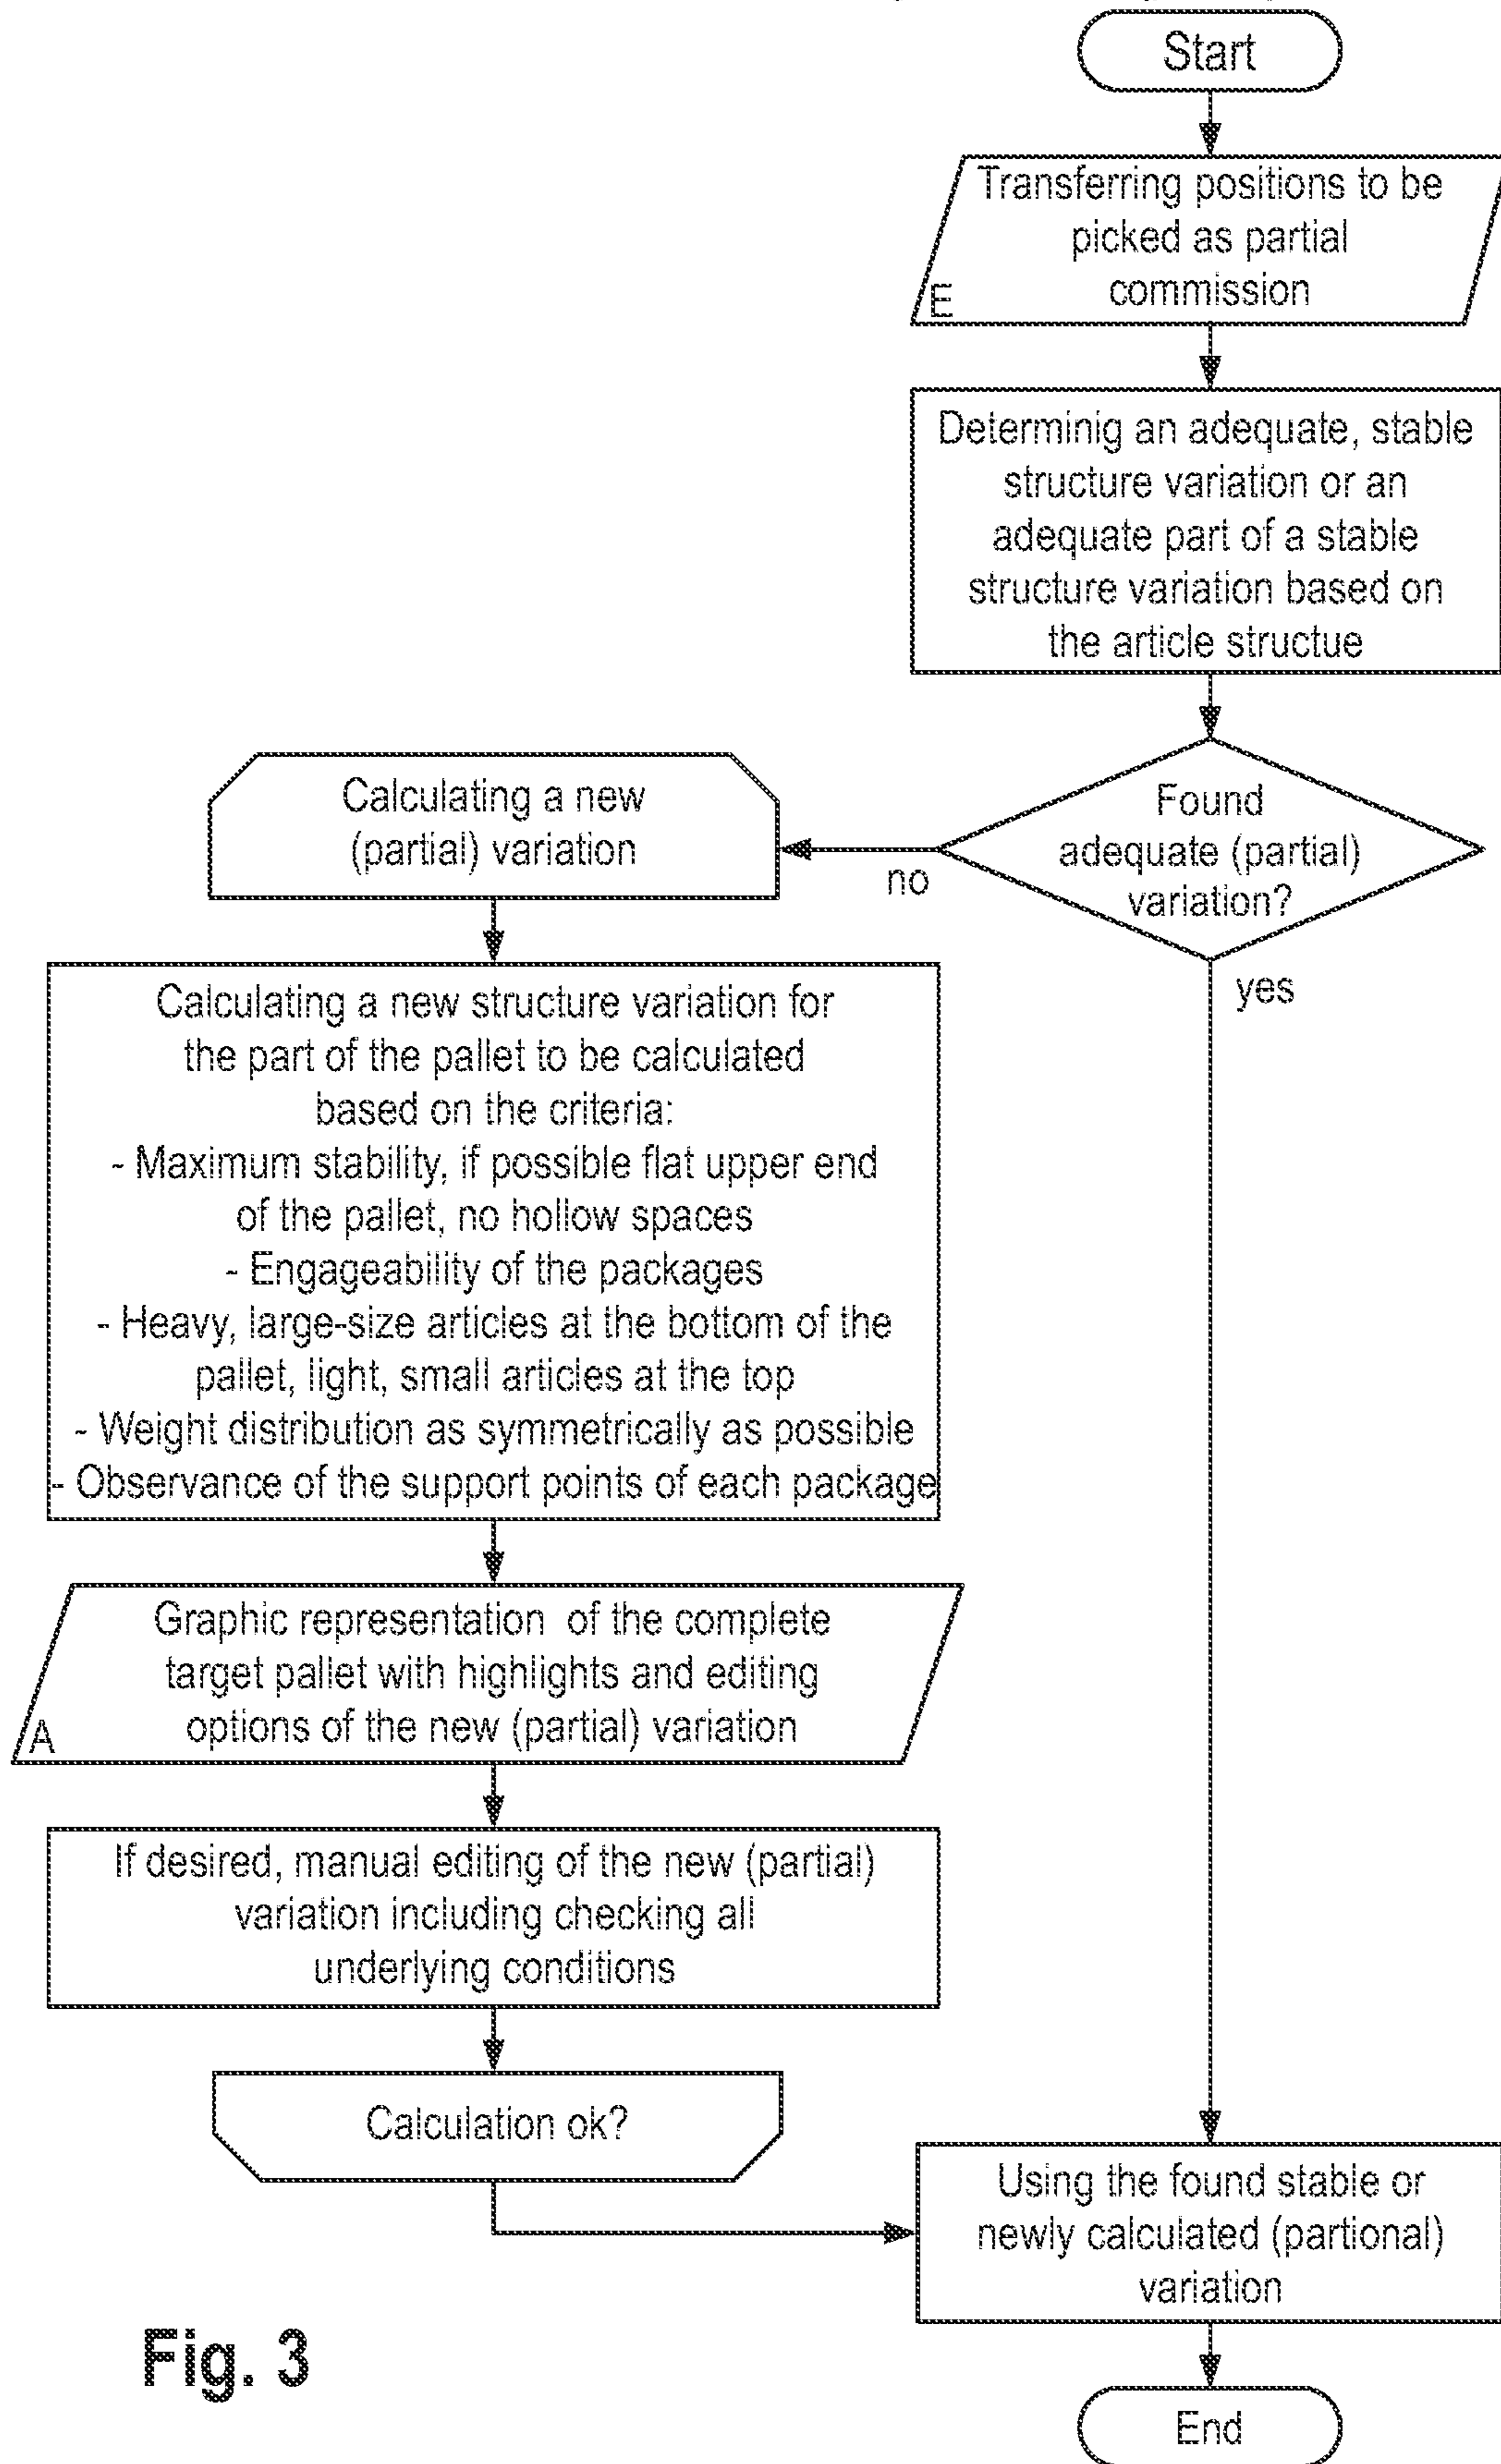 Start
Transferring positions to be
picked as partial
commission
E
Determinig an adequate, stable
structure variation or an
adequate part of a stable
structure variation based on
the article structue
Found
adequate (partial)
variation?
no
yes
Calculating a new
(partial) variation
Calculating a new structure variation for
the part of the pallet to be calculated
based on the criteria:
- Maximum stability, if possible flat upper end
of the pallet, no hollow spaces
- Engageability of the packages
- Heavy, large-size articles at the bottom of the
pallet, light, small articles at the top
- Weight distribution as symmetrically as possible
- Observance of the support points of each package
Graphic representation of the complete
target pallet with highlights and editing
options of the new (partial) variation
A
If desired, manual editing of the new (partial)
variation including checking all
underlying conditions
Calculation ok?
Using the found stable or
newly calculated (partional)
variation
End
Fig. 3